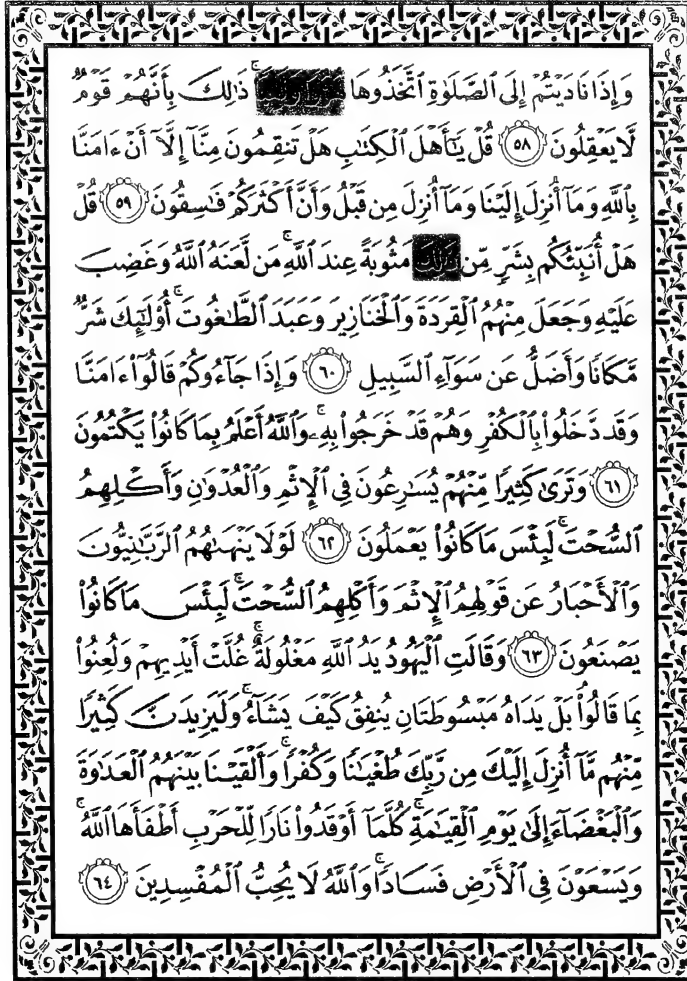 وَإِذَا نَادَيْتُمْ إِلَى ٱلصَّلَوٰةِ ٱتَّخَذُوهَا ذَٰلِكَ بِأَنَّهُمْ قَوْمٌ
لَّا يَعْقِلُونَ ٥٨ قُلْ يَـٰٓأَهْلَ ٱلْكِتَـٰبِ هَلْ تَنقِمُونَ مِنَّآ إِلَّآ أَنْ ءَامَنَّا
بِٱللَّهِ وَمَآ أُنزِلَ إِلَيْنَا وَمَآ أُنزِلَ مِن قَبْلُ وَأَنَّ أَكْثَرَكُمْ فَـٰسِقُونَ ٥٩ قُلْ
هَلْ أُنَبِّئُكُم بِشَرٍّ مِّن ذَٰلِكَ مَثُوبَةً عِندَ ٱللَّهِ ۚ مَن لَّعَنَهُ ٱللَّهُ وَغَضِبَ
عَلَيْهِ وَجَعَلَ مِنْهُمُ ٱلْقِرَدَةَ وَٱلْخَنَازِيرَ وَعَبَدَ ٱلطَّـٰغُوتَ ۚ أُو۟لَـٰٓئِكَ شَرٌّ
مَّكَانًا وَأَضَلُّ عَن سَوَآءِ ٱلسَّبِيلِ ٦٠ وَإِذَا جَآءُوكُمْ قَالُوٓا۟ ءَامَنَّا
وَقَد دَّخَلُوا۟ بِٱلْكُفْرِ وَهُمْ قَدْ خَرَجُوا۟ بِهِۦ ۚ وَٱللَّهُ أَعْلَمُ بِمَا كَانُوا۟ يَكْتُمُونَ
٦١ وَتَرَىٰ كَثِيرًا مِّنْهُمْ يُسَـٰرِعُونَ فِى ٱلْإِثْمِ وَٱلْعُدْوَٰنِ وَأَكْلِهِمُ
ٱلسُّحْتَ ۚ لَبِئْسَ مَا كَانُوا۟ يَعْمَلُونَ ٦٢ لَوْلَا يَنْهَىٰهُمُ ٱلرَّبَّـٰنِيُّونَ
وَٱلْأَحْبَارُ عَن قَوْلِهِمُ ٱلْإِثْمَ وَأَكْلِهِمُ ٱلسُّحْتَ ۚ لَبِئْسَ مَا كَانُوا۟
يَصْنَعُونَ ٦٣ وَقَالَتِ ٱلْيَهُودُ يَدُ ٱللَّهِ مَغْلُولَةٌ ۚ غُلَّتْ أَيْدِيهِمْ وَلُعِنُوا۟
بِمَا قَالُوا۟ ۘ بَلْ يَدَاهُ مَبْسُوطَتَانِ يُنفِقُ كَيْفَ يَشَآءُ ۚ وَلَيَزِيدَنَّ كَثِيرًا
مِّنْهُم مَّآ أُنزِلَ إِلَيْكَ مِن رَّبِّكَ طُغْيَـٰنًا وَكُفْرًا ۚ وَأَلْقَيْنَا بَيْنَهُمُ ٱلْعَدَٰوَةَ
وَٱلْبَغْضَآءَ إِلَىٰ يَوْمِ ٱلْقِيَـٰمَةِ ۚ كُلَّمَآ أَوْقَدُوا۟ نَارًا لِّلْحَرْبِ أَطْفَأَهَا ٱللَّهُ ۚ
وَيَسْعَوْنَ فِى ٱلْأَرْضِ فَسَادًا ۚ وَٱللَّهُ لَا يُحِبُّ ٱلْمُفْسِدِينَ ٦٤